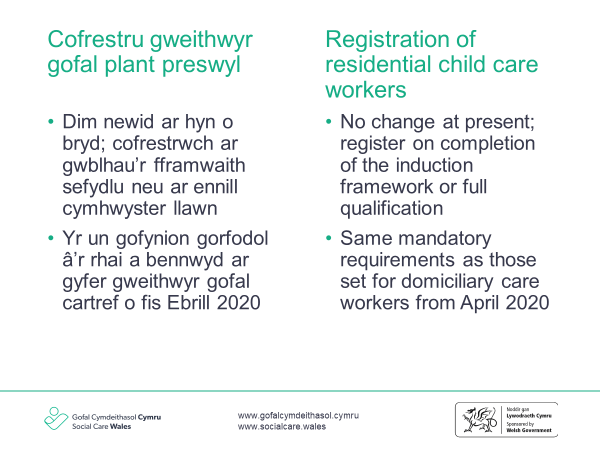 Cofrestru gweithwyr
gofal plant preswyl
• Dim newid ar hyn o
bryd; cofrestrwch ar
gwblhau’r fframwaith
sefydlu neu ar ennill
cymhwyster llawn
• Yr un gofynion gorfodol
â’r rhai a bennwyd ar
gyfer gweithwyr gofal
cartref o fis Ebrill 2020
Registration of
residential child care
workers
• No change at present;
register on completion
of the induction
framework or full
qualification
• Same mandatory
requirements as those
set for domiciliary care
workers from April 2020
Gofal Cymdeithasol Cymru
Social Care Wales
www.gofalcymdeithasol.cymru
www.socialcare.wales
Noddir gan
Lywodraeth Cymru
Sponsored by
Welsh Government